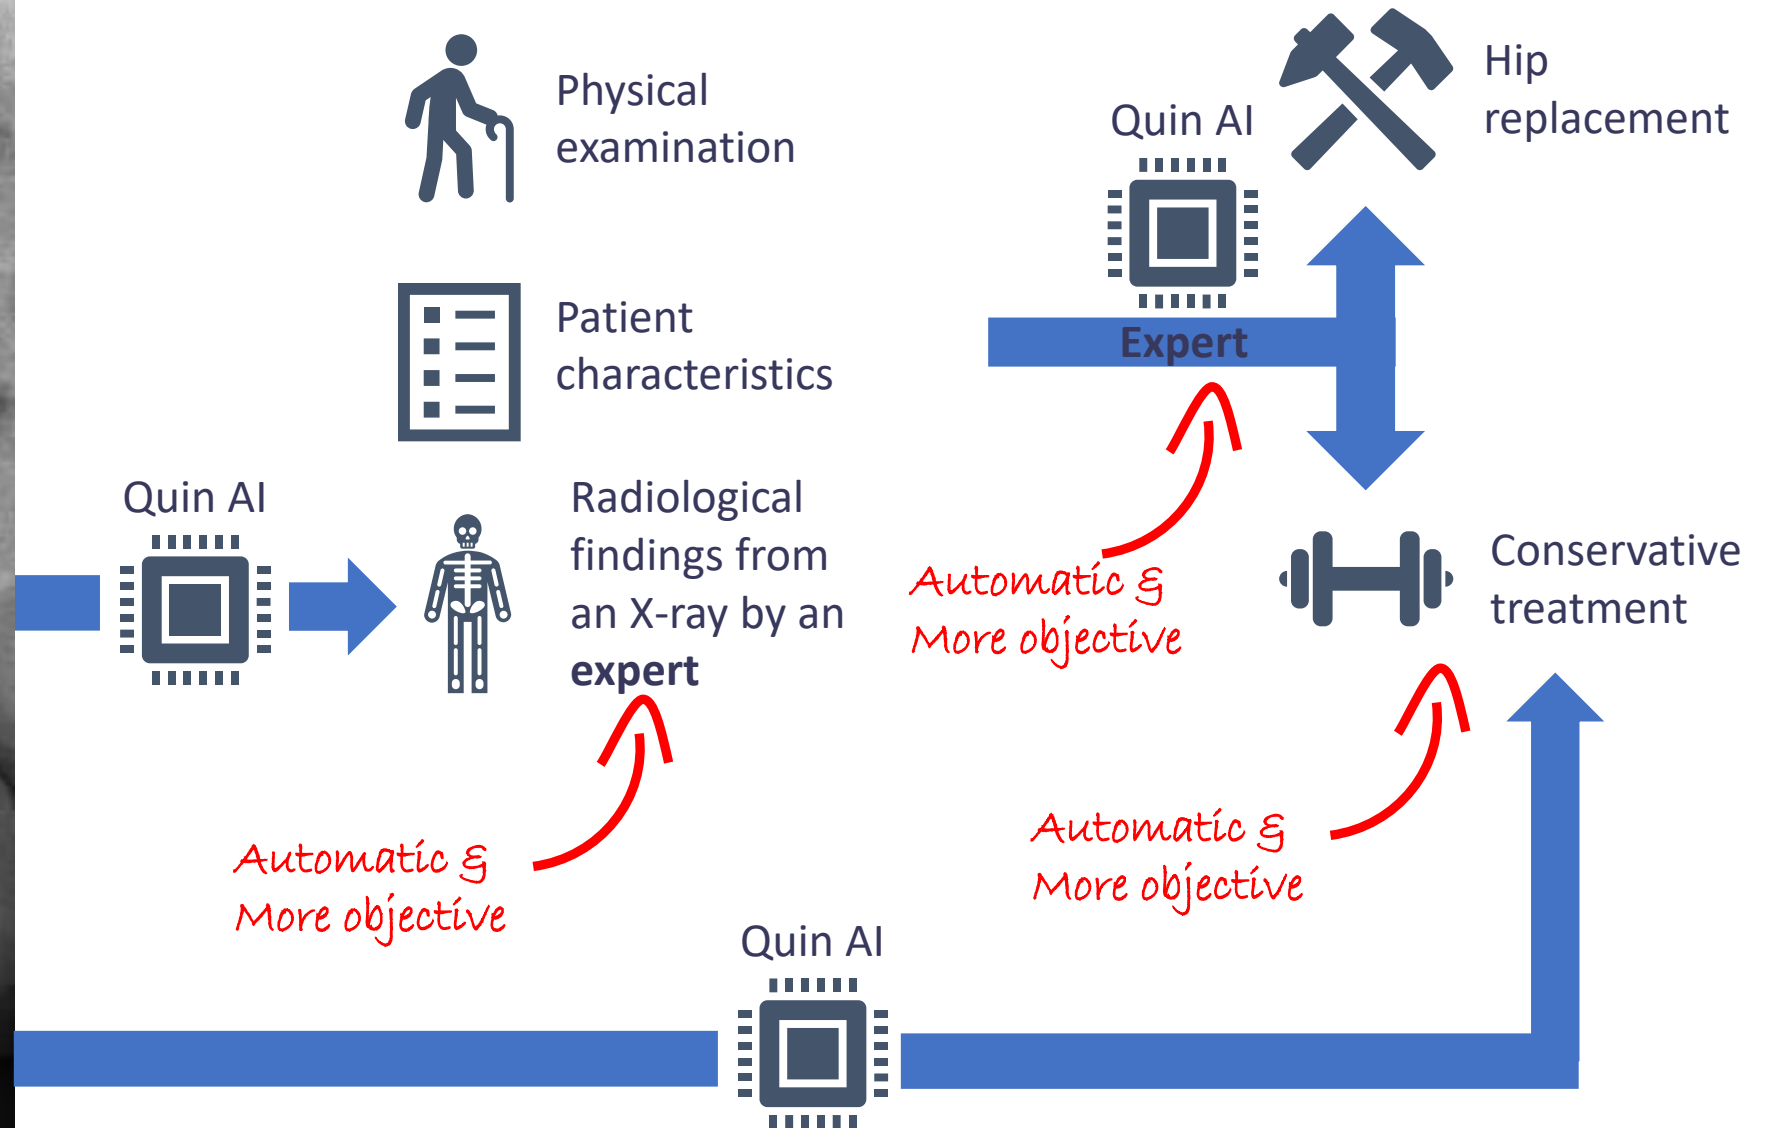 Physical
examination
Patient
characteristics
Quin AI
Radiological
findings from
an X-ray by an
expert
Automatic &
More objective
Quin AI
Expert
Hip
replacement
Automatic &
More objective
Conservative
treatment
Automatic &
More objective
Quin AI